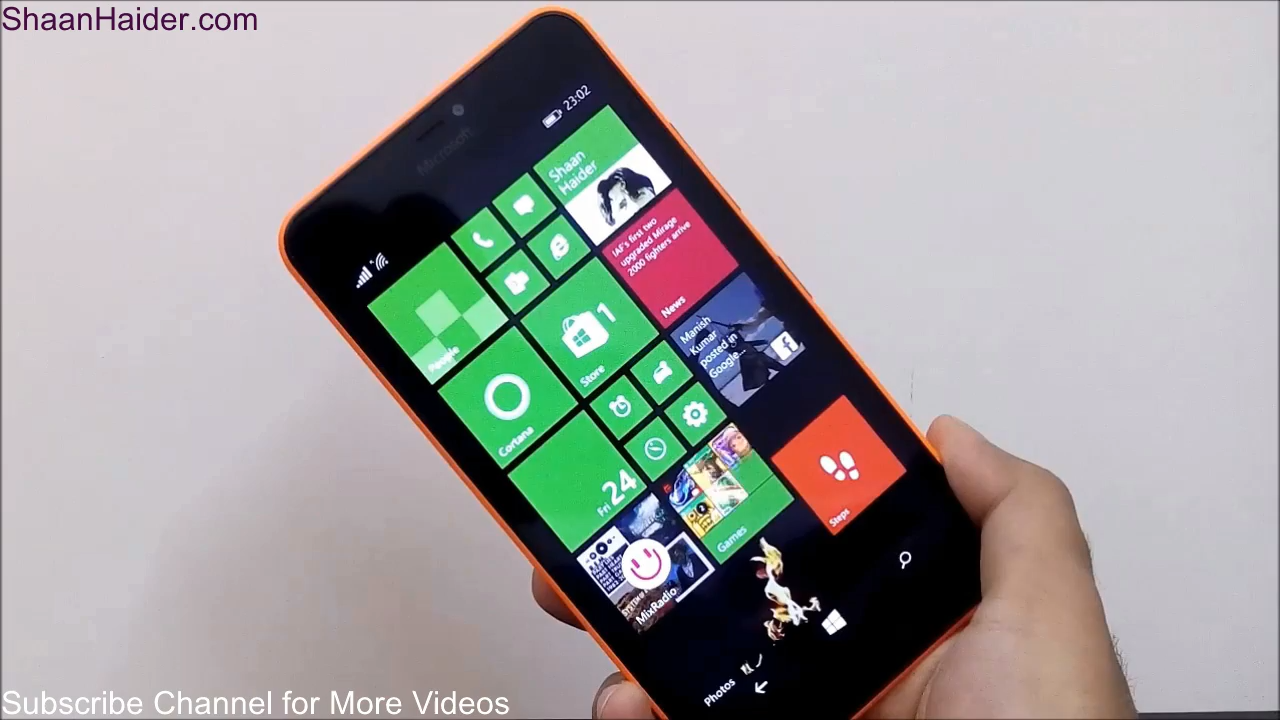 ShaanHaider.com
Microsoft
23:02
Shaan
Haider
IAF's first two
upgraded Mirage
2000 fighters arrive
News
People
1
Store
Manish
Kumar
posted in
Google...
f
Cortana
Fri 24
Games
Steps
MixRadio
Photos
Subscribe Channel for More Videos